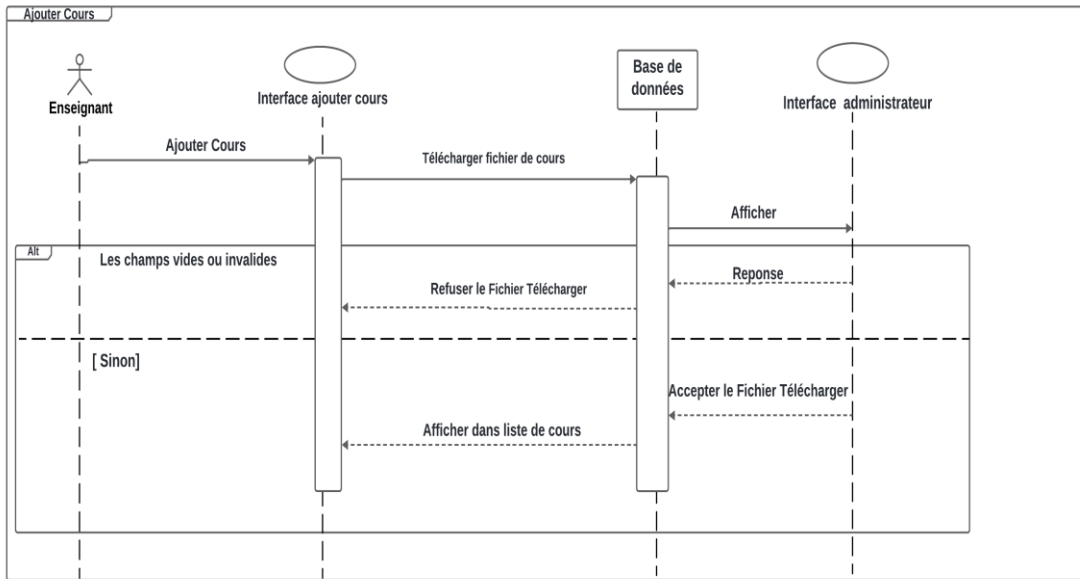 Ajouter Cours
Enseignant
Interface ajouter cours
Base de
données
Interface administrateur
Ajouter Cours
Télécharger fichier de cours
Afficher
Alt
Les champs vides ou invalides
Reponse
Refuser le Fichier Télécharger
[ Sinon]
Accepter le Fichier Télécharger
Afficher dans liste de cours